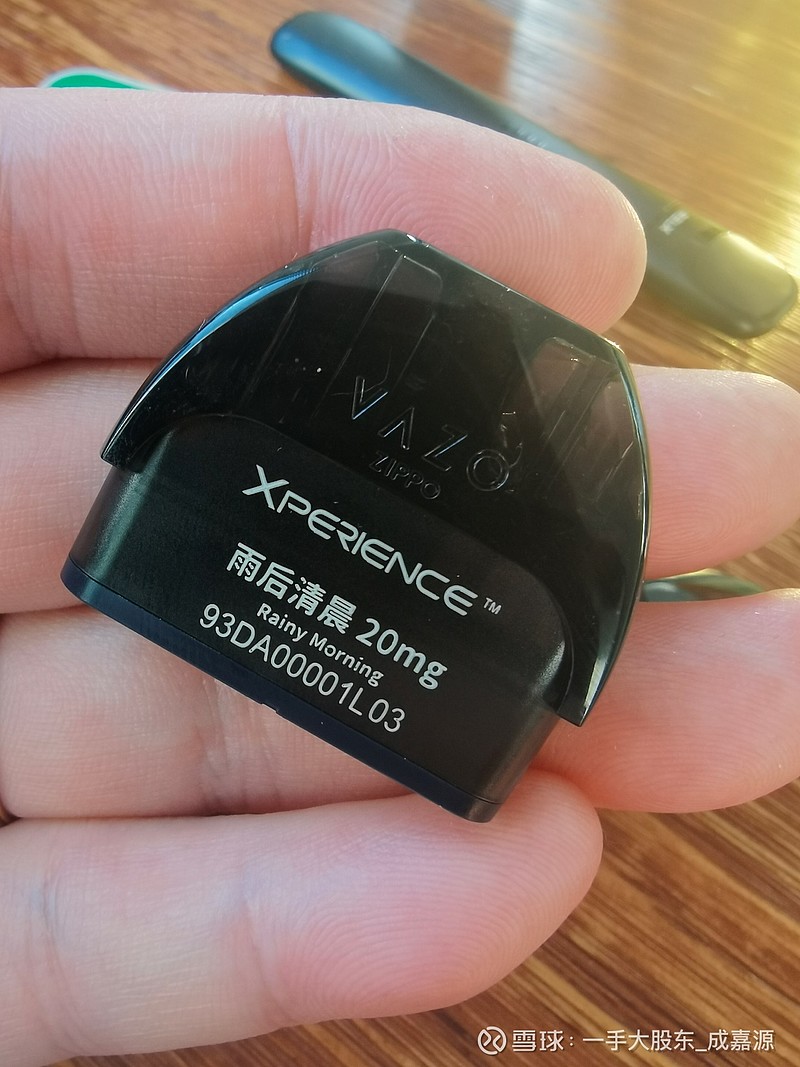 VAZO
ZIPPO
XPERIENCE™
雨后清晨 20mg
Rainy Morning
93DA00001L03
雪球：一手大股东_成嘉源